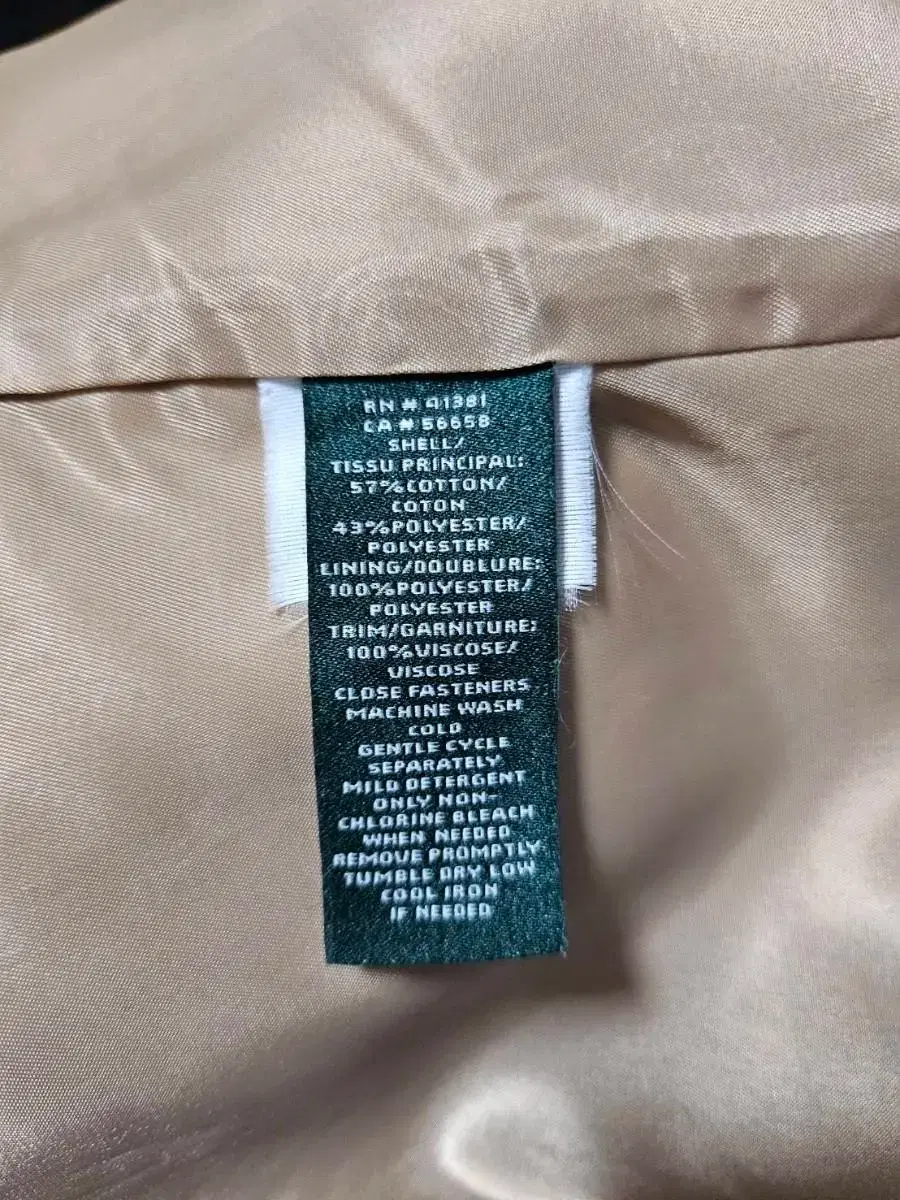 RN # 41381
CA # 56658
SHELL/
TISSU PRINCIPAL:
57%COTTON/
COTON
43%POLYESTER/
POLYESTER
LINING/DOUBLURE:
100%POLYESTER/
POLYESTER
TRIM/GARNITURE:
100%VISCOSE/
VISCOSE
CLOSE FASTENERS
MACHINE WASH
COLD
GENTLE CYCLE
SEPARATELY
MILD DETERGENT
ONLY NON-
CHLORINE BLEACH
WHEN NEEDED
REMOVE PROMPTLY
TUMBLE DRY LOW
COOL IRON
IF NEEDED